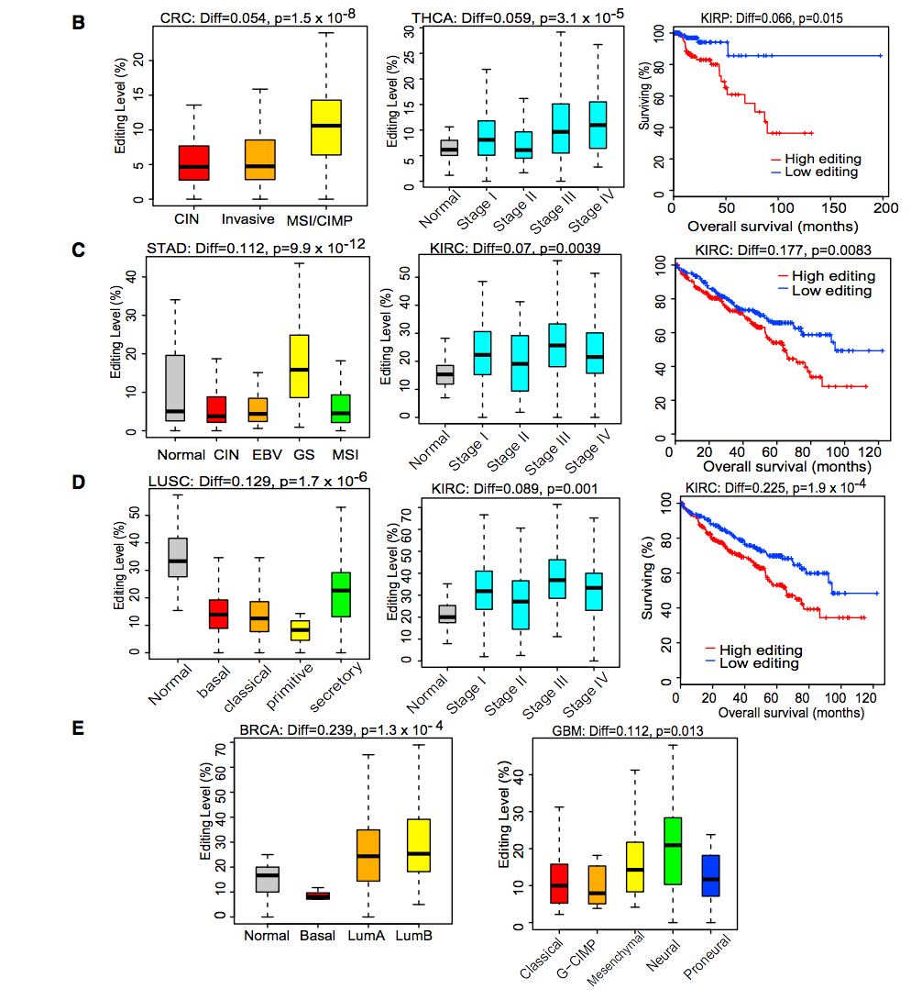 B
CRC: Diff=0.054, p=1.5 x 10-8
Editing Level (%)
0 5 10 15 20
CIN Invasive MSI/CIMP
THCA: Diff=0.059, p=3.1 x 10-5
Editing Level (%)
0 5 10 15 20 25 30
Normal Stage I Stage II Stage III Stage IV
KIRP: Diff=0.066, p=0.015
Surviving (%)
0 20 40 60 80 100
High editing
Low editing
0 50 100 150 200
Overall survival (months)
C
STAD: Diff=0.112, p=9.9 x 10-12
Editing Level (%)
0 10 20 30 40
Normal CIN EBV GS MSI
KIRC: Diff=0.07, p=0.0039
Editing Level (%)
0 10 20 30 40 50
Normal Stage I Stage II Stage III Stage IV
KIRC: Diff=0.177, p=0.0083
0 20 40 60 80 100
High editing
Low editing
0 20 40 60 80 100 120
Overall survival (months)
D
LUSC: Diff=0.129, p=1.7 x 10-6
Editing Level (%)
0 10 20 30 40 50
Normal basal classical primitive secretory
KIRC: Diff=0.089, p=0.001
Editing Level (%)
0 10 20 30 40 50 60 70
Normal Stage I Stage II Stage III Stage IV
KIRC: Diff=0.225, p=1.9 x 10-4
Surviving (%)
0 20 40 60 80 100
High editing
Low editing
0 20 40 60 80 100 120
Overall survival (months)
E
BRCA: Diff=0.239, p=1.3 x 10-4
Editing Level (%)
0 10 20 30 40 50 60 70
Normal Basal LumA LumB
GBM: Diff=0.112, p=0.013
Editing Level (%)
0 10 20 30 40
Classical G-CIMP Mesenchymal Neural Proneural